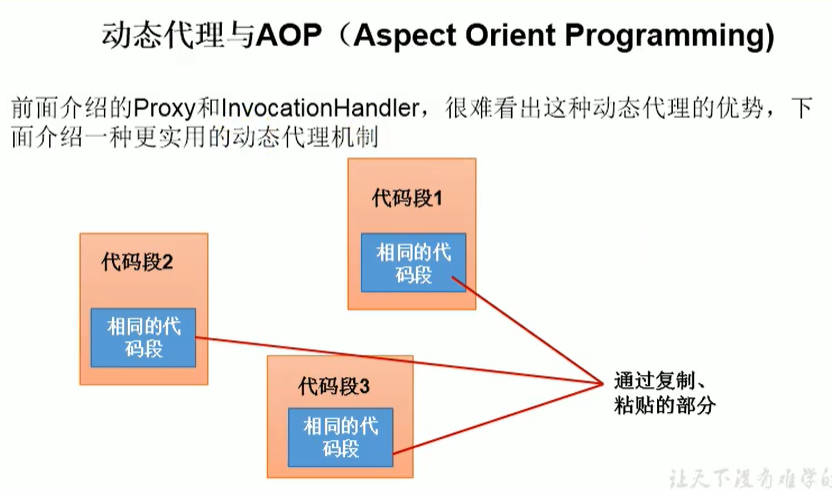 动态代理与AOP（Aspect Orient Programming)
前面介绍的Proxy和InvocationHandler，很难看出这种动态代理的优势，下
面介绍一种更实用的动态代理机制
代码段1
相同的代
码段
代码段2
相同的代
码段
代码段3
相同的代
码段
通过复制、
粘贴的部分
让天下没有难学的